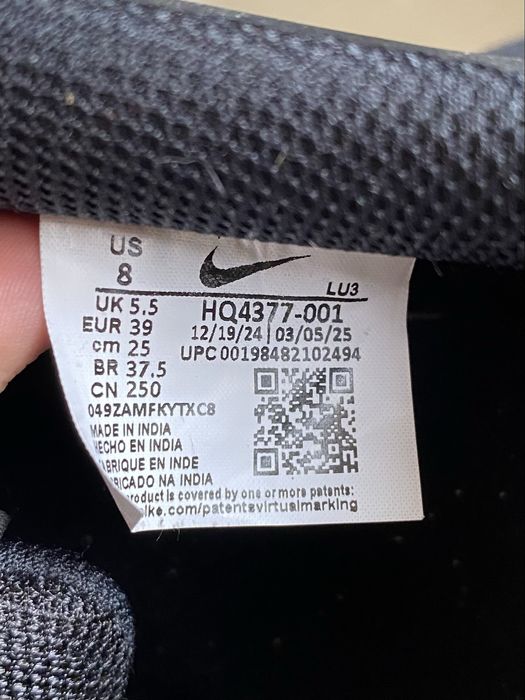 US
8
LU3
UK 5.5
HQ4377-001
EUR 39
12/19/24 | 03/05/25
cm 25
UPC 00198482102494
BR 37.5
CN 250
049ZAMFKYTXC8
MADE IN INDIA
HECHO EN INDIA
FABRIQUE EN INDE
FABRICADO NA INDIA
product is covered by one or more patents:
nike.com/patentsvirtualmarking